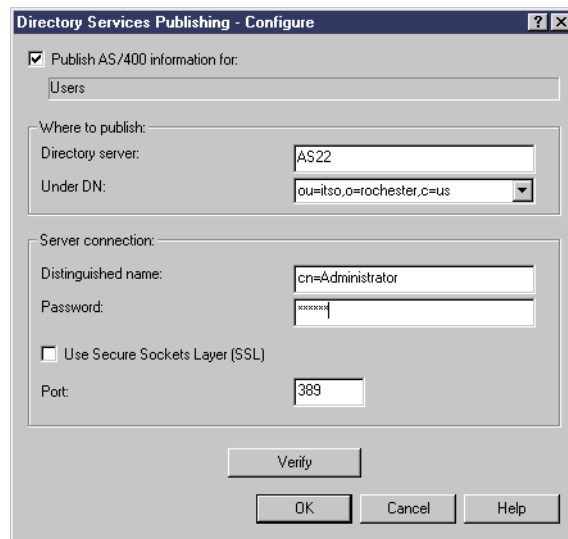 Directory Services Publishing - Configure
Publish AS/400 information for:
Users
Where to publish:
Directory server: AS22
Under DN: ou=itso,o=rochester,c=us
Server connection:
Distinguished name: cn=Administrator
Password: ******
Use Secure Sockets Layer (SSL)
Port: 389
Verify
OK Cancel Help